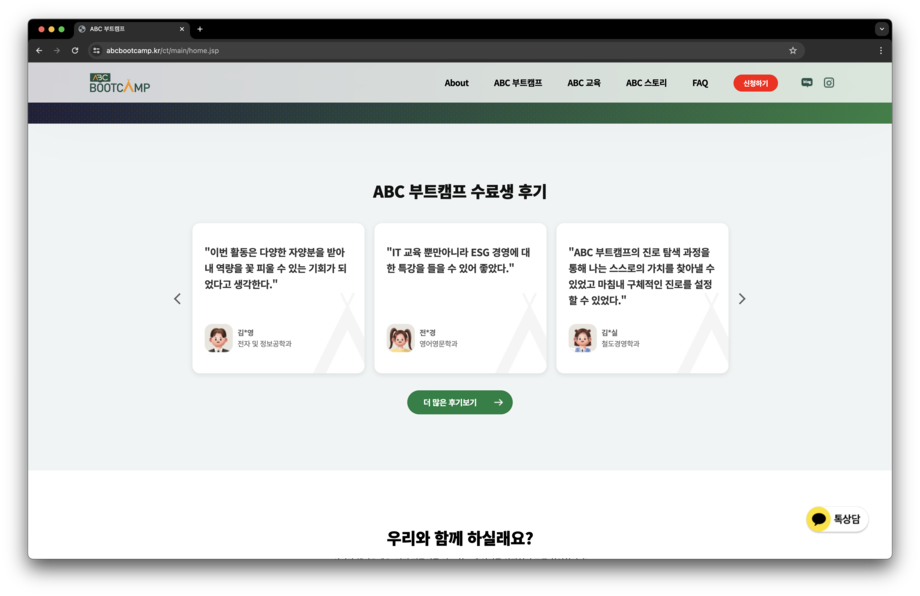 ABC 부트캠프
abcbootcamp.kr/ct/main/home.jsp
ABC
BOOTCAMP
About
ABC 부트캠프
ABC 교육
ABC 스토리
FAQ
신청하기
blog
ABC 부트캠프 수료생 후기
"이번 활동은 다양한 자양분을 받아
내 역량을 꽃 피울 수 있는 기회가 되
었다고 생각한다."
김*영
전자 및 정보공학과
"IT 교육 뿐만아니라 ESG 경영에 대
한 특강을 들을 수 있어 좋았다."
전*경
영어영문학과
"ABC 부트캠프의 진로 탐색 과정을
통해 나는 스스로의 가치를 찾아낼 수
있었고 마침내 구체적인 진로를 설정
할 수 있었다."
김*실
철도경영학과
더 많은 후기보기
톡상담
우리와 함께 하실래요?